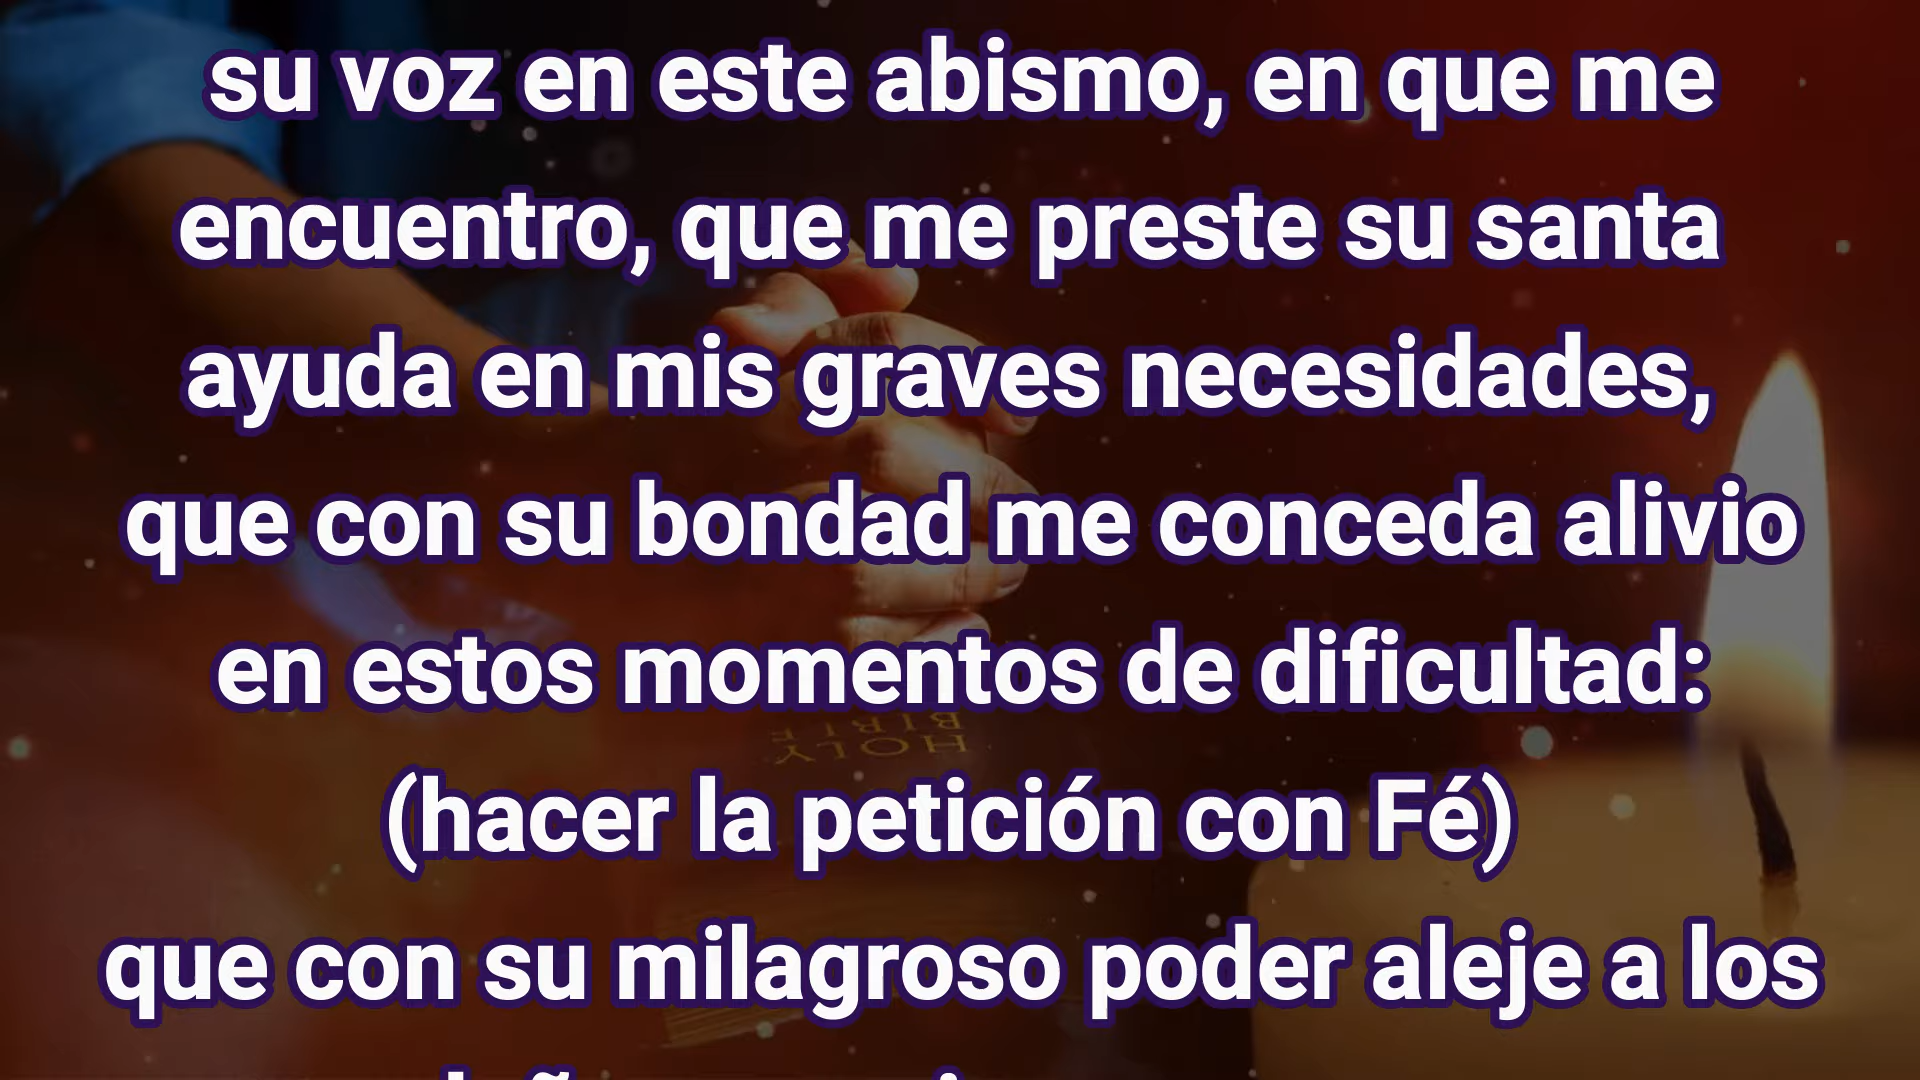 su voz en este abismo, en que me
encuentro, que me preste su santa
ayuda en mis graves necesidades,
que con su bondad me conceda alivio
en estos momentos de dificultad:
HOLY
BIBLE
(hacer la petición con Fé)
que con su milagroso poder aleje a los